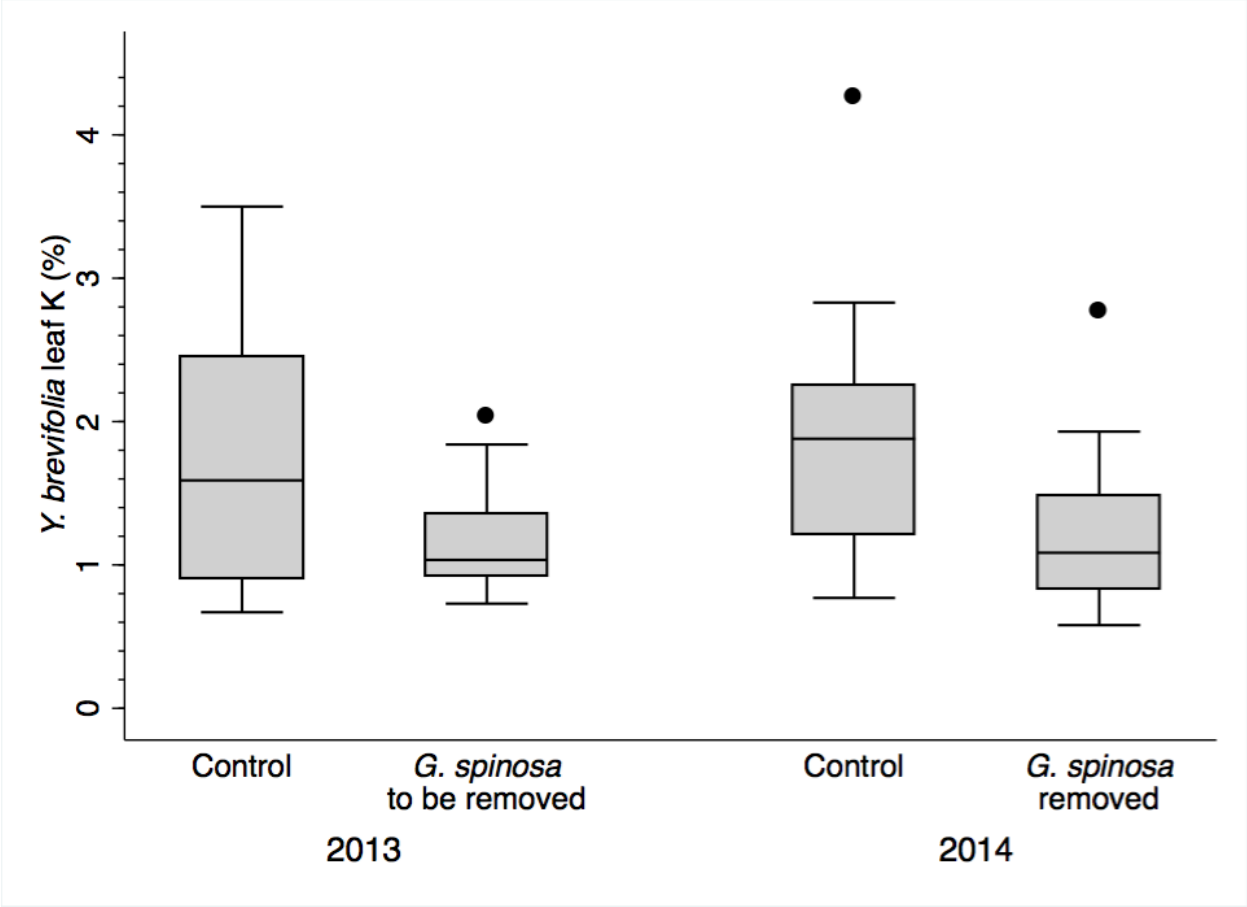 Y. brevifolia leaf K (%)
4
3
2
1
0
Control
G. spinosa
to be removed
Control
G. spinosa
removed
2013
2014